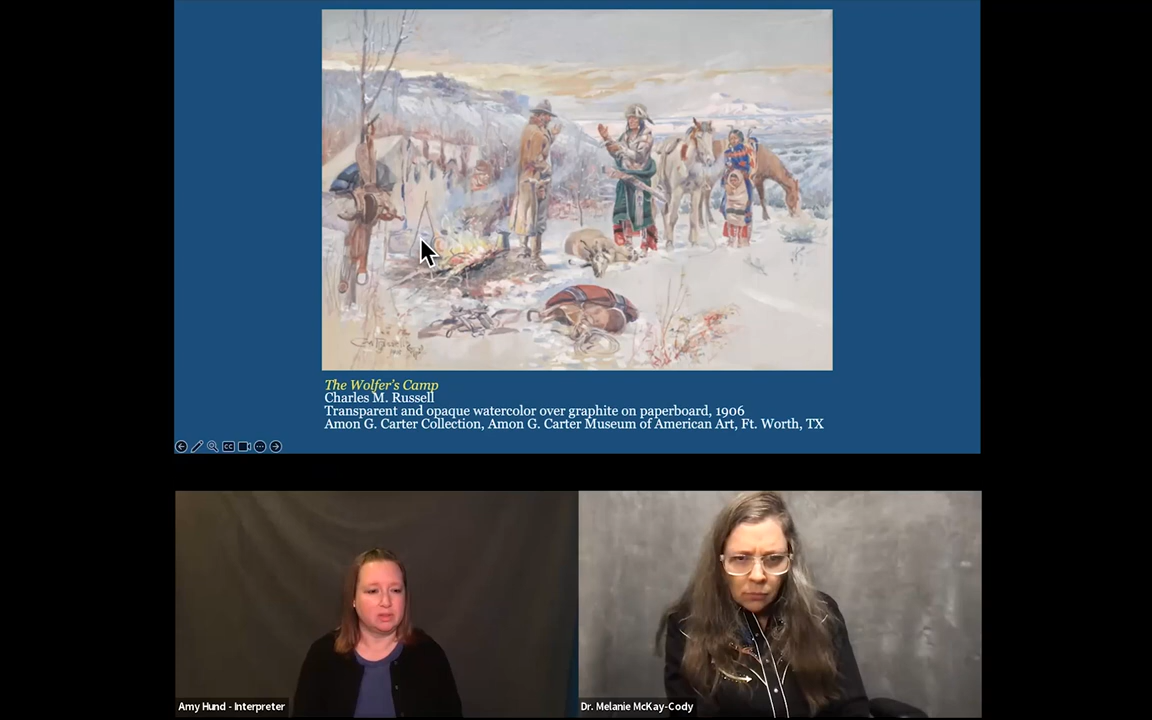 The Wolfer's Camp
Charles M. Russell
Transparent and opaque watercolor over graphite on paperboard, 1906
Amon G. Carter Collection, Amon G. Carter Museum of American Art, Ft. Worth, TX
CC
Amy Hund - Interpreter
Dr. Melanie McKay-Cody